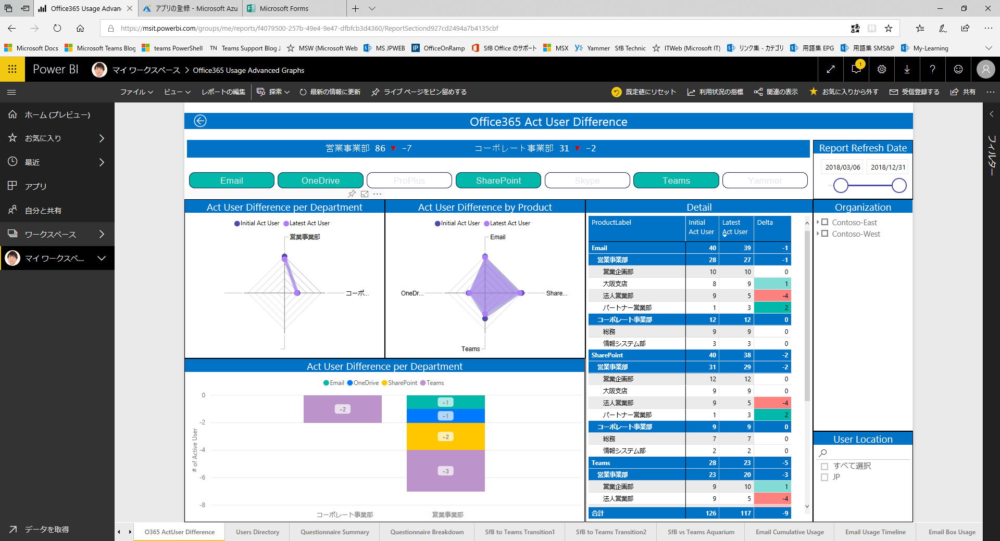 Office365 Usage Advan
アプリの登録 - Microsoft Azu
Microsoft Forms
https://msit.powerbi.com/groups/me/reports/f4079500-257b-49e4-9e47-dfbfcb3d4360/ReportSectiond927cd2494a7b4135cbf
Microsoft Docs
Microsoft Teams Blog
teams PowerShell
TN Teams Support Blog J
MSW (Microsoft Web
MS JPWEB
IP OfficeOnRamp
SfB Office のサポート
MSX
Yammer
SfB Technic
ITWeb (Microsoft IT)
リンク集 - カテゴリ
用語集 EPG
用語集 SMS&P
My-Learning
Power BI
マイ ワークスペース > Office365 Usage Advanced Graphs
1
ファイル
ビュー
レポートの編集
探索
最新の情報に更新
ライブ ページをピン留めする
既定値にリセット
利用状況の指標
関連の表示
お気に入りから外す
受信登録する
共有
ホーム (プレビュー)
お気に入り
最近
アプリ
自分と共有
ワークスペース
マイ ワークスペ...
データを取得
Office365 Act User Difference
営業事業部 86 ▼ -7
コーポレート事業部 31 ▼ -2
Email
OneDrive
ProPlus
SharePoint
Skype
Teams
Yammer
Report Refresh Date
2018/03/06
2018/12/31
フィルター
Act User Difference per Department
Initial Act User
Latest Act User
営業事業部
コーポ...
Act User Difference by Product
Initial Act User
Latest Act User
Email
OneDr...
Share...
Teams
Detail
ProductLabel Initial Act User Latest Act User Delta
Email 40 39 -1
営業事業部 28 27 -1
営業企画部 10 10 0
大阪支店 8 9 1
法人営業部 9 5 -4
パートナー営業部 1 3 2
コーポレート事業部 12 12 0
総務 9 9 0
情報システム部 3 3 0
SharePoint 40 38 -2
営業事業部 31 29 -2
営業企画部 12 12 0
大阪支店 9 9 0
法人営業部 9 5 -4
パートナー営業部 1 3 2
コーポレート事業部 9 9 0
総務 7 7 0
情報システム部 2 2 0
Teams 28 23 -5
営業事業部 23 20 -3
営業企画部 9 10 1
法人営業部 9 5 -4
合計 126 117 -9
Organization
Contoso-East
Contoso-West
User Location
すべて選択
JP
Act User Difference per Department
Email
OneDrive
SharePoint
Teams
# of Active User
0
-2
-4
-6
-8
-2
-1
-1
-2
-3
コーポレート事業部
営業事業部
O365 ActUser Difference
Users Directory
Questionnaire Summary
Questionnaire Breakdown
SfB to Teams Transition1
SfB to Teams Transition2
SfB vs Teams Aquarium
Email Cumulative Usage
Email Usage Timeline
Email Box Usage